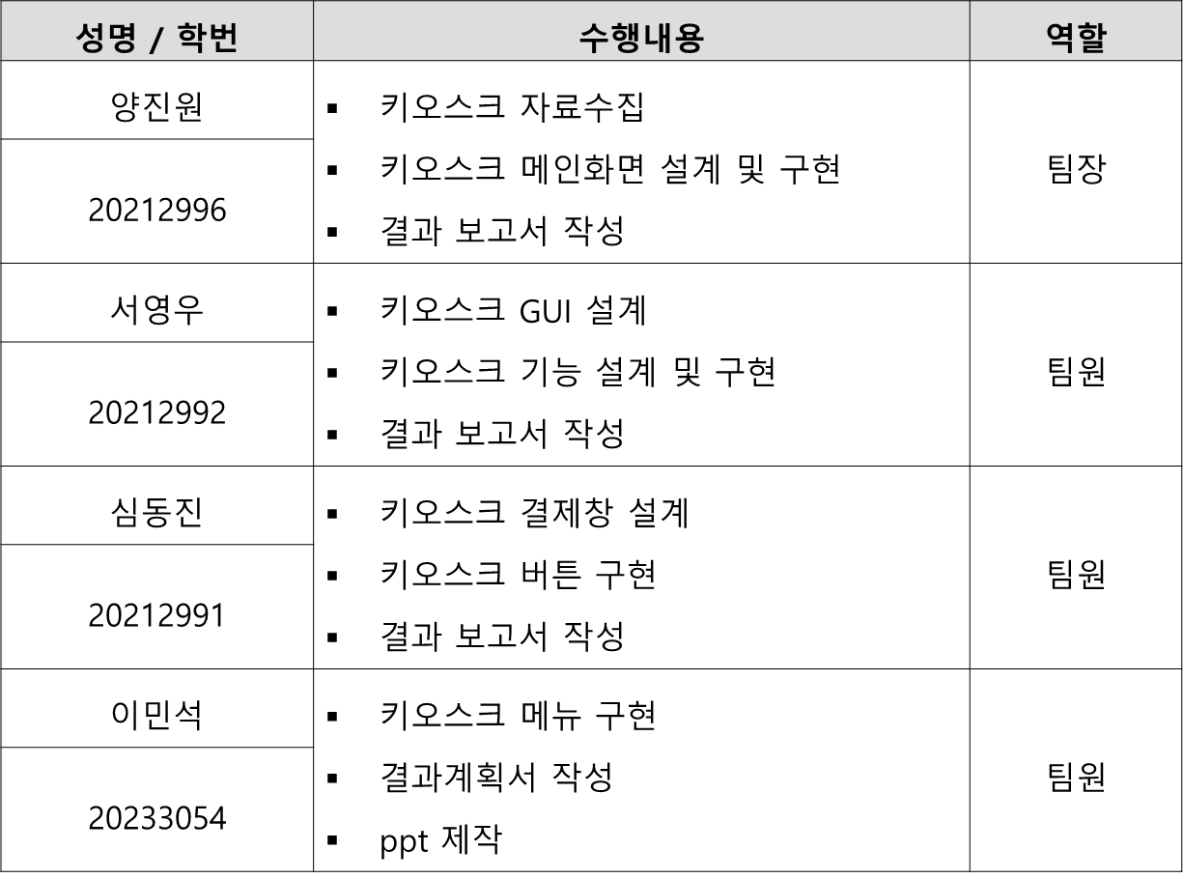 성명 / 학번 수행내용 역할
양진원
20212996
▪ 키오스크 자료수집
▪ 키오스크 메인화면 설계 및 구현
▪ 결과 보고서 작성
팀장
서영우
20212992
▪ 키오스크 GUI 설계
▪ 키오스크 기능 설계 및 구현
▪ 결과 보고서 작성
팀원
심동진
20212991
▪ 키오스크 결제창 설계
▪ 키오스크 버튼 구현
▪ 결과 보고서 작성
팀원
이민석
20233054
▪ 키오스크 메뉴 구현
▪ 결과계획서 작성
▪ ppt 제작
팀원